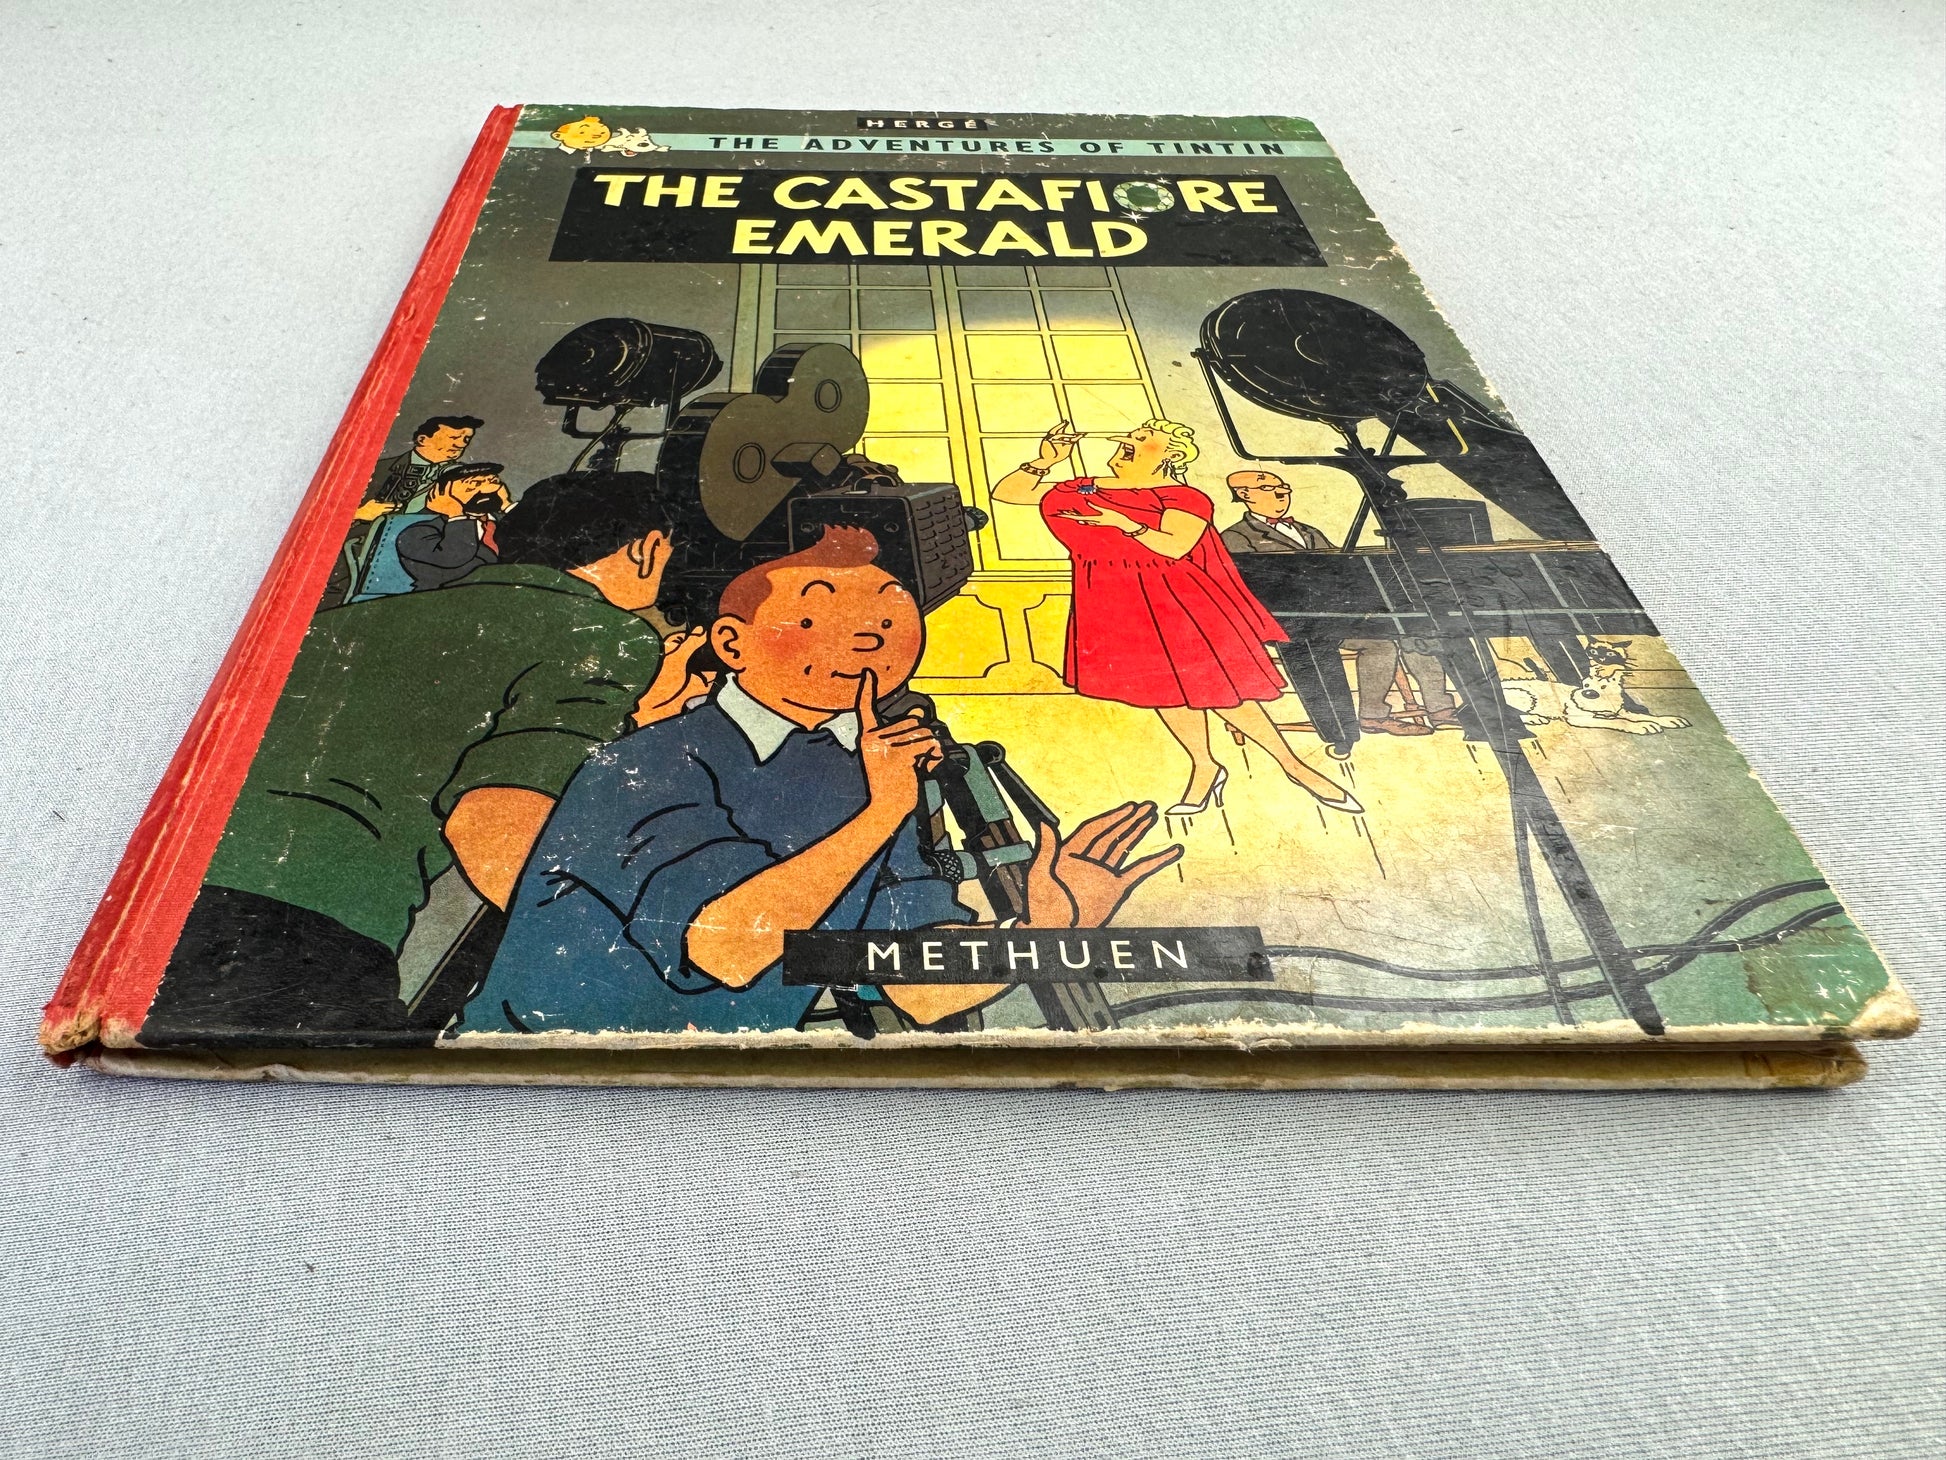 HERGÉ
THE ADVENTURES OF TINTIN
THE CASTAFIORE
EMERALD
METHUEN